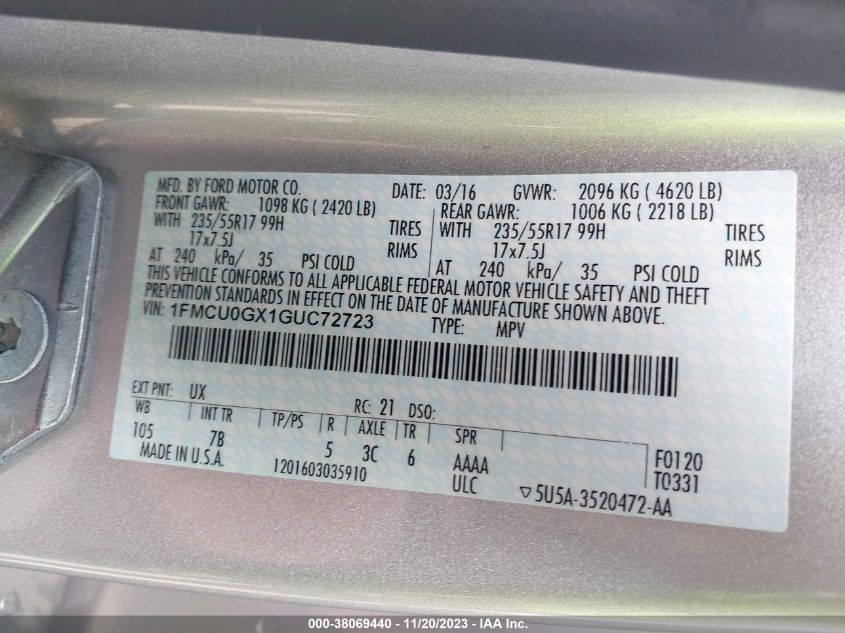 MFD. BY FORD MOTOR CO.
DATE: 03/16 GVWR: 2096 KG ( 4620 LB)
FRONT GAWR: 1098 KG ( 2420 LB) REAR GAWR: 1006 KG ( 2218 LB)
WITH 235/55R17 99H TIRES WITH 235/55R17 99H TIRES
17x7.5J RIMS 17x7.5J RIMS
AT 240 kPa/ 35 PSI COLD AT 240 kPa/ 35 PSI COLD
THIS VEHICLE CONFORMS TO ALL APPLICABLE FEDERAL MOTOR VEHICLE SAFETY AND THEFT
PREVENTION STANDARDS IN EFFECT ON THE DATE OF MANUFACTURE SHOWN ABOVE.
VIN: 1FMCU0GX1GUC72723 TYPE: MPV
EXT PNT: UX RC: 21 DSO:
WB INT TR TP/PS R AXLE TR SPR
105 7B 5 3C 6 AAAA F0120
MADE IN U.S.A. 1201603035910 ULC T0331
▽5U5A-3520472-AA
000-38069440 - 11/20/2023 - IAA Inc.